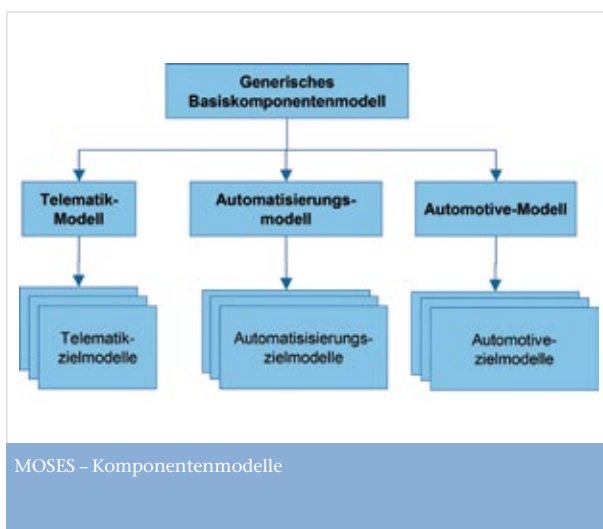 Generisches
Basiskomponentenmodell
Telematik-
Modell
Automatisierungs-
modell
Automotive-Modell
Telematik-
zielmodelle
Automatisisierungs-
zielmodelle
Automotive-
zielmodelle
MOSES – Komponentenmodelle